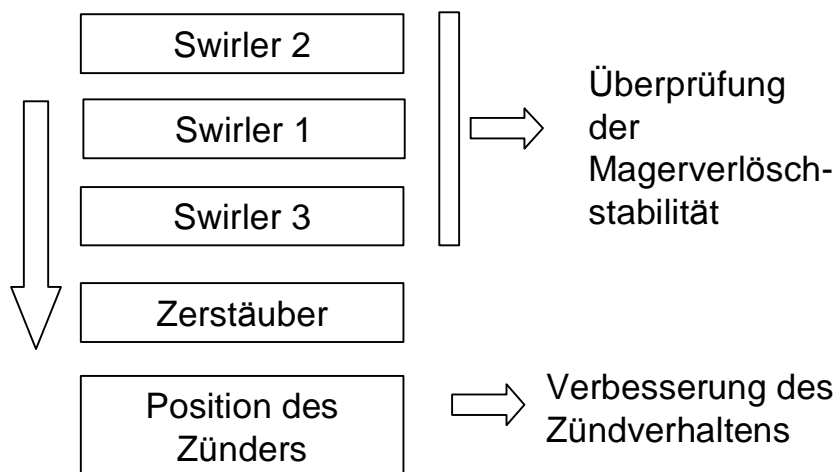 Swirler 2
Swirler 1
Swirler 3
Überprüfung
der
Magerverlösch-
stabilität
Zerstäuber
Position des
Zünders
Verbesserung des
Zündverhaltens